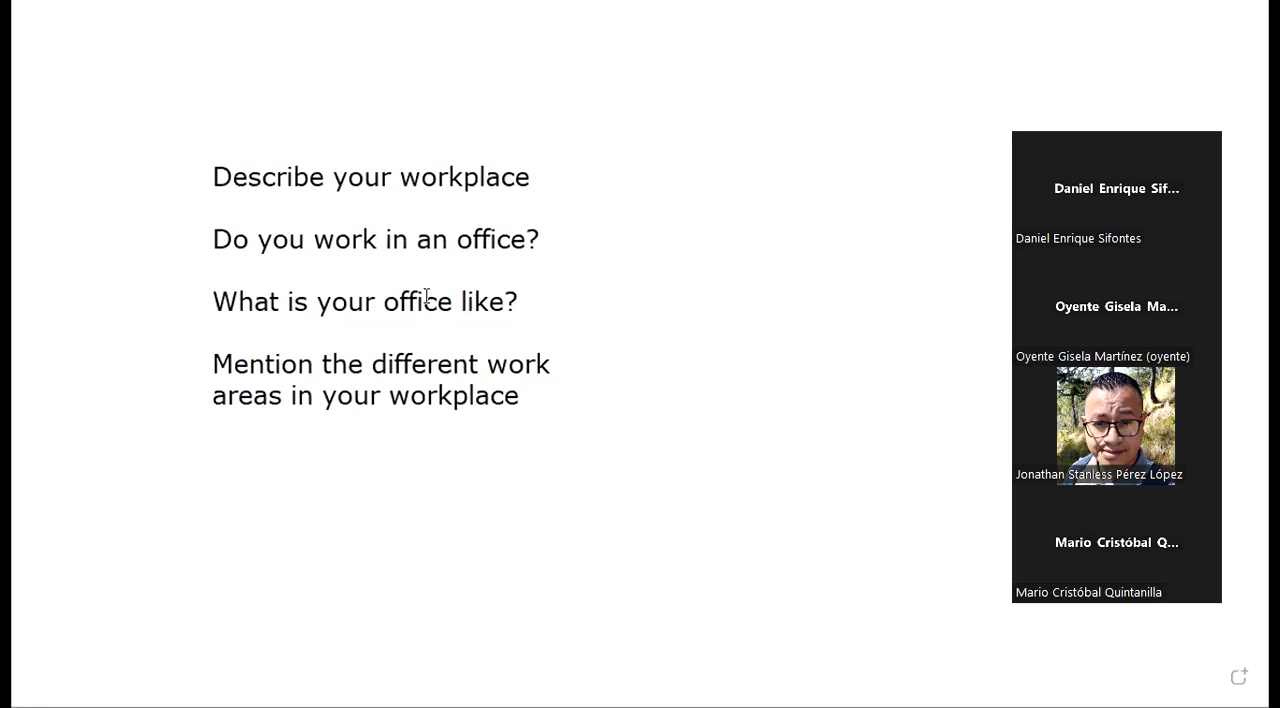 Describe your workplace
Do you work in an office?
What is your office like?
Mention the different work
areas in your workplace
Daniel Enrique Sif...
Daniel Enrique Sifontes
Oyente Gisela Ma...
Oyente Gisela Martínez (oyente)
Jonathan Stanless Pérez López
Mario Cristóbal Q...
Mario Cristóbal Quintanilla